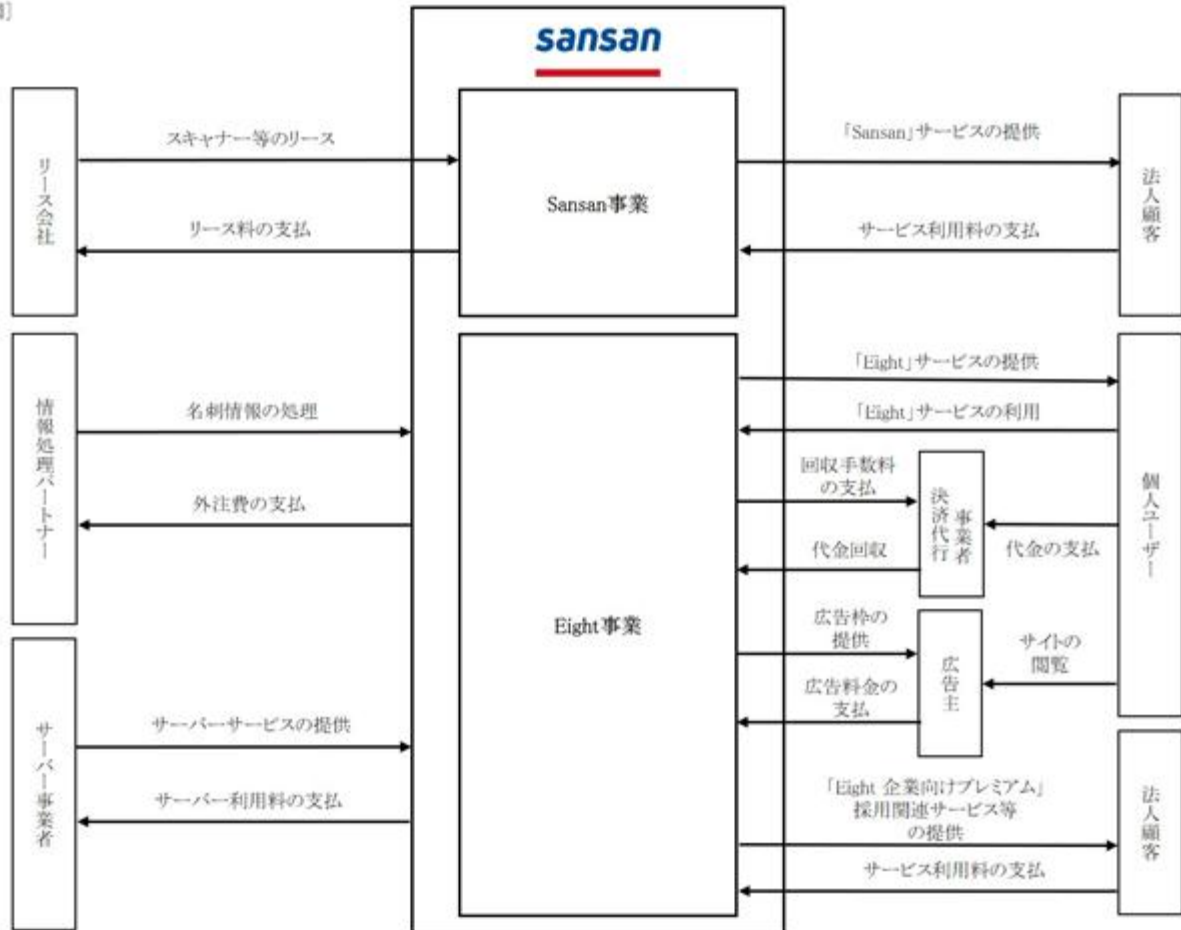 sansan
リース会社
スキャナー等のリース
リース料の支払
Sansan事業
「Sansan」サービスの提供
サービス利用料の支払
法人顧客
情報処理パートナー
名刺情報の処理
外注費の支払
Eight事業
「Eight」サービスの提供
「Eight」サービスの利用
回収手数料
の支払
代金回収
決済代行
事業者
代金の支払
個人ユーザー
広告枠の
提供
広告料金の
支払
広告主
サイトの
閲覧
サーバー事業者
サーバーサービスの提供
サーバー利用料の支払
「Eight 企業向けプレミアム」
採用関連サービス等
の提供
サービス利用料の支払
法人顧客